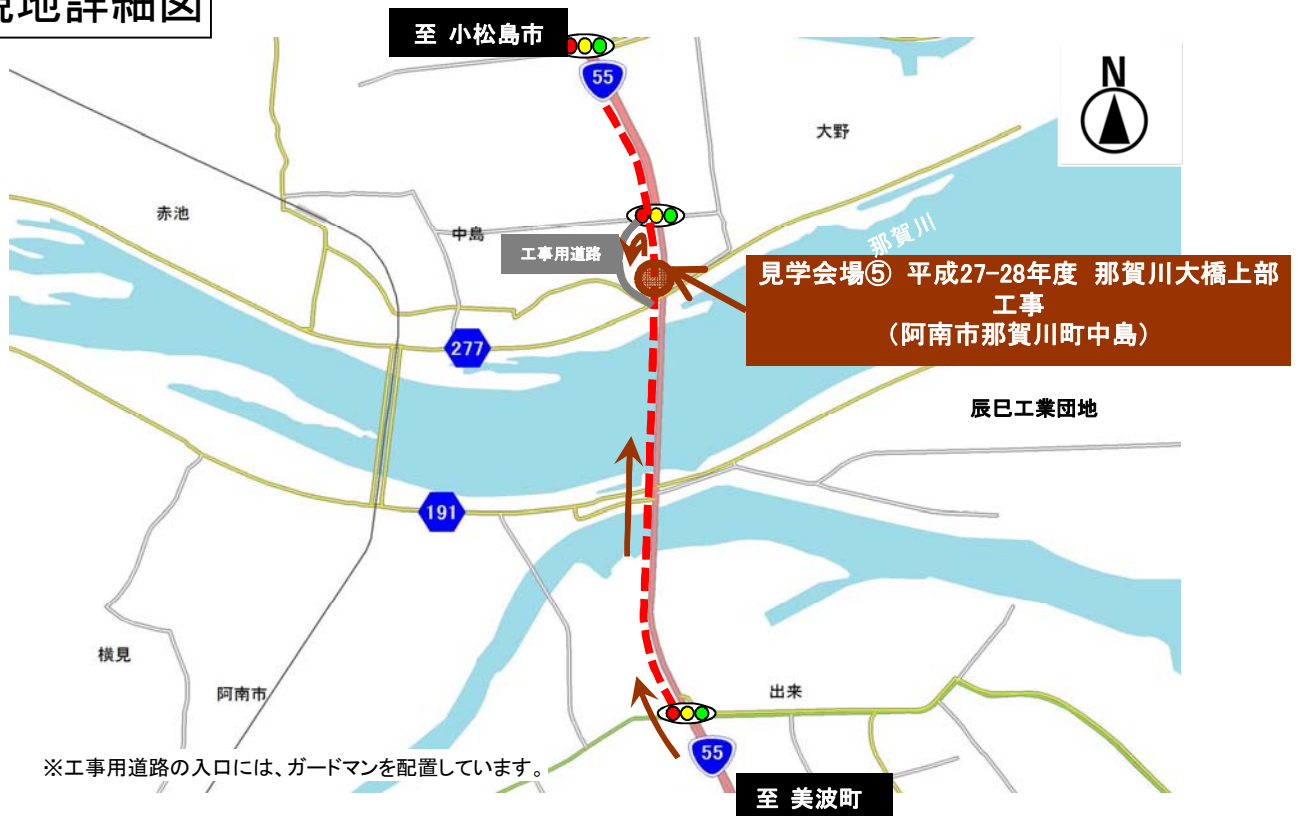 現地詳細図
至 小松島市
55
N
大野
赤池
中島
那賀川
工事用道路
見学会場⑤ 平成27-28年度 那賀川大橋上部
工事
(阿南市那賀川町中島)
277
辰巳工業団地
191
横見
阿南市
出来
55
※工事用道路の入口には、ガードマンを配置しています。
至 美波町